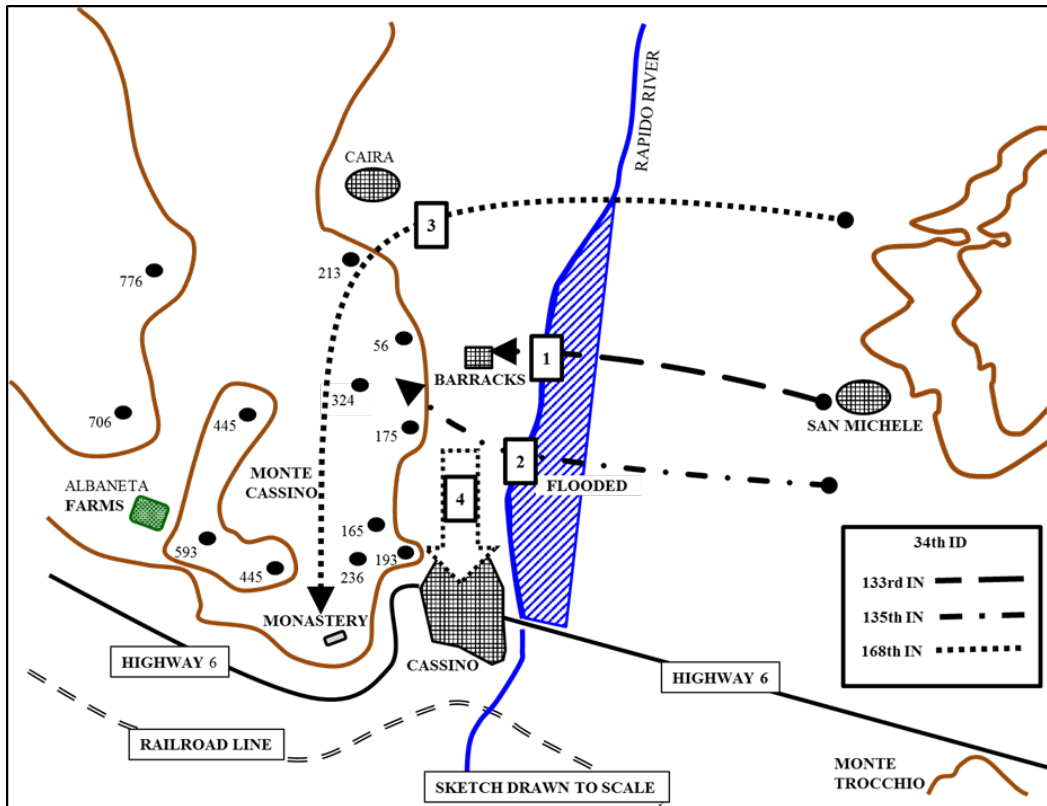 RAPIDO RIVER
CAIRA
3
213
776
56
1
BARRACKS
324
SAN MICHELE
706
445
175
MONTE
CASSINO
2
FLOODED
ALBANETA
FARMS
4
165
593
193
236
445
34th ID
133rd IN
135th IN
168th IN
MONASTERY
HIGHWAY 6
CASSINO
HIGHWAY 6
RAILROAD LINE
SKETCH DRAWN TO SCALE
MONTE
TROCCHIO